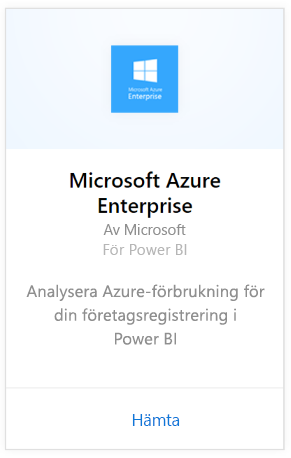 Microsoft Azure
Enterprise
Microsoft Azure
Enterprise
Av Microsoft
För Power BI
Analysera Azure-förbrukning för
din företagsregistrering i
Power BI
Hämta